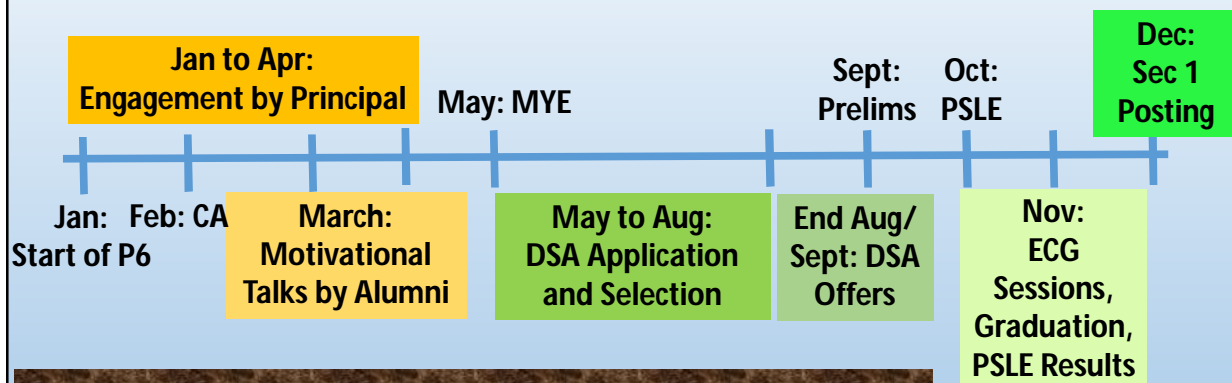 Jan to Apr:
Engagement by Principal
May: MYE
Sept:
Prelims
Oct:
PSLE
Dec:
Sec 1
Posting
Jan:
Start of P6
Feb: CA
March:
Motivational
Talks by Alumni
May to Aug:
DSA Application
and Selection
End Aug/
Sept: DSA
Offers
Nov:
ECG
Sessions,
Graduation,
PSLE Results